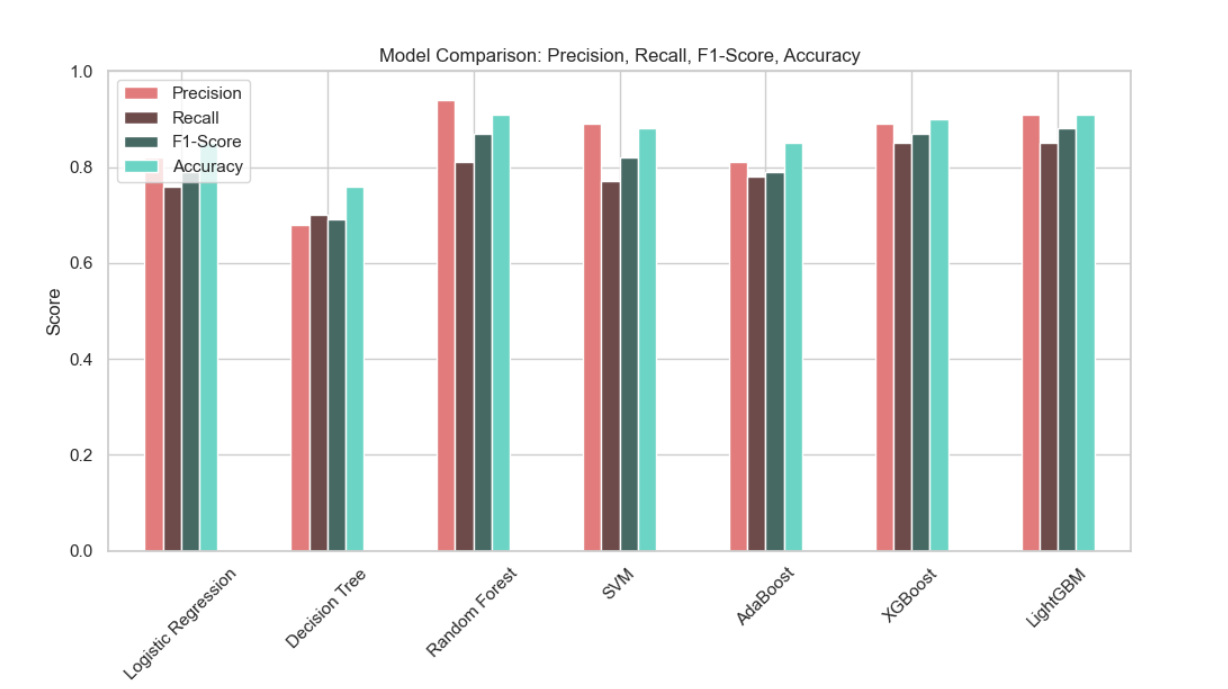 Model Comparison: Precision, Recall, F1-Score, Accuracy
1.0
Precision
Recall
F1-Score
Accuracy
0.8
0.6
Score
0.4
0.2
0.0
Logistic Regression
Decision Tree
Random Forest
SVM
AdaBoost
XGBoost
LightGBM